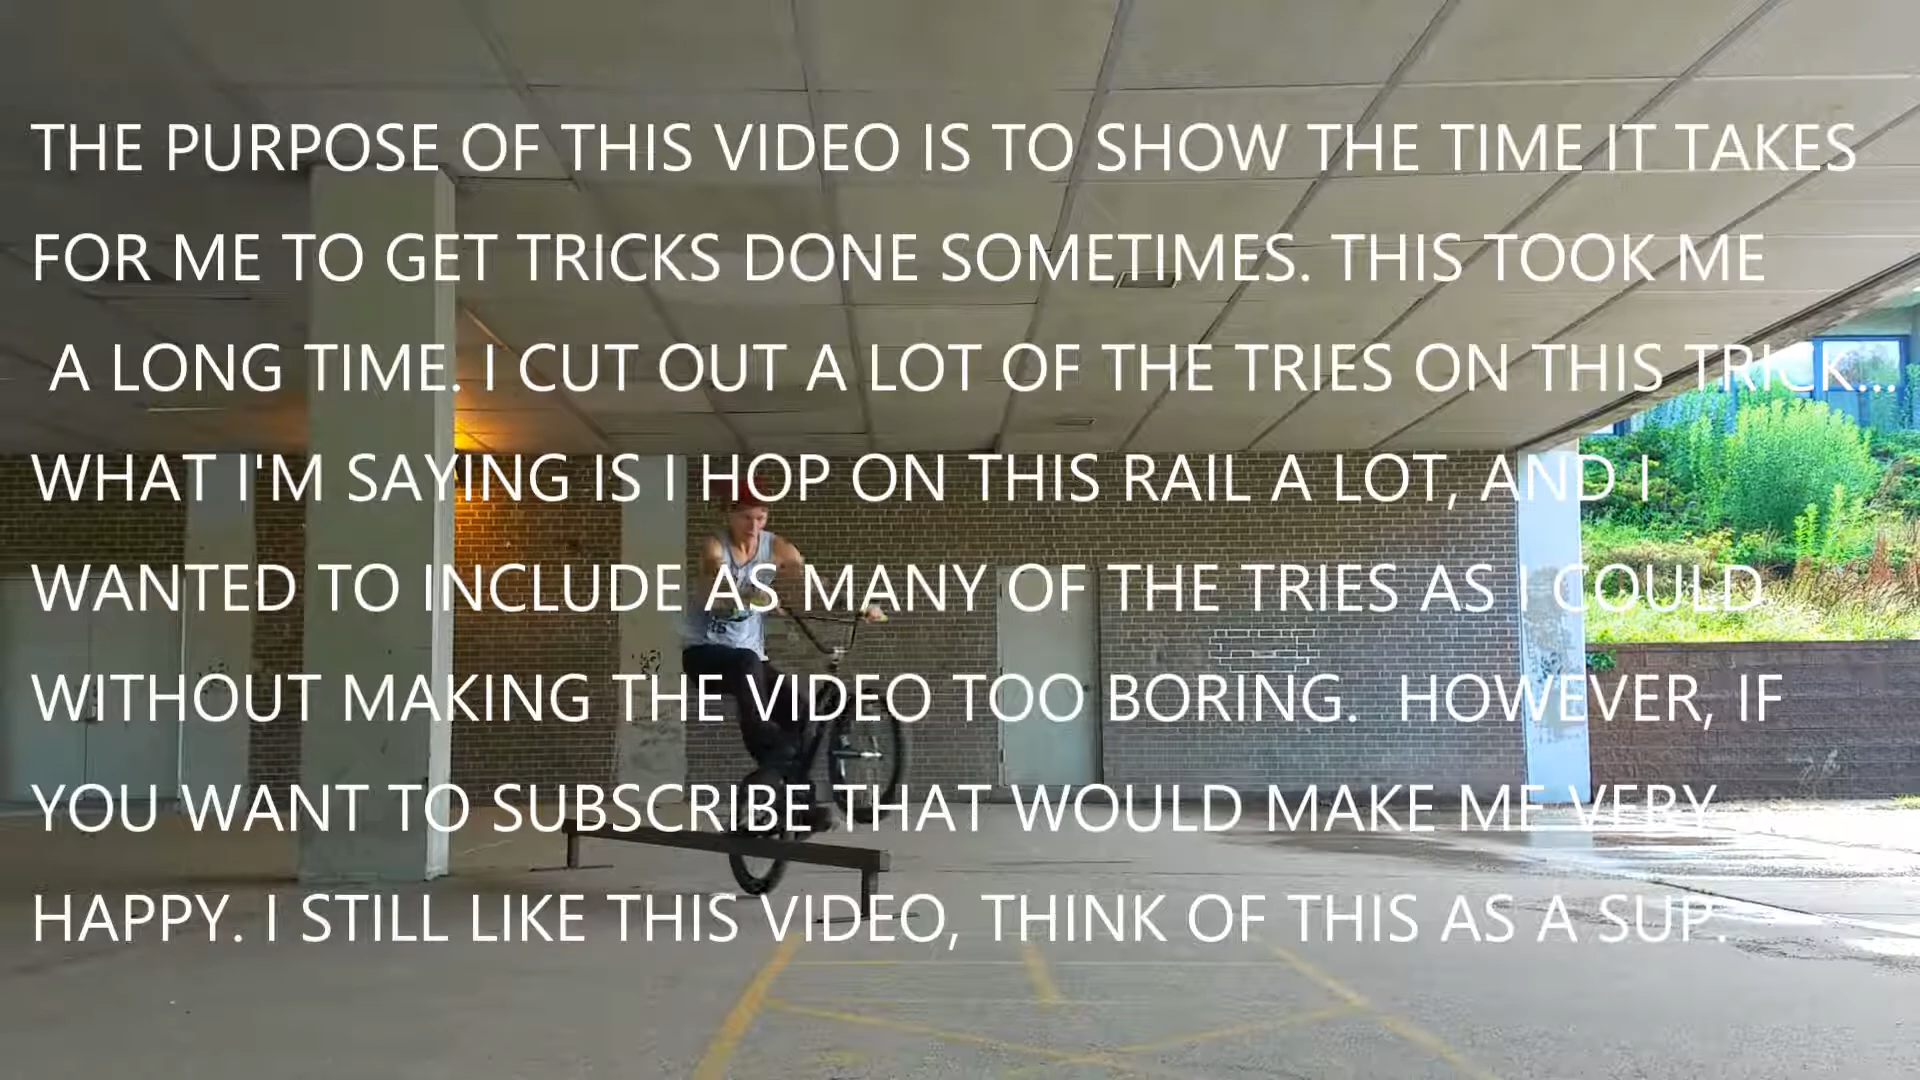 THE PURPOSE OF THIS VIDEO IS TO SHOW THE TIME IT TAKES
FOR ME TO GET TRICKS DONE SOMETIMES. THIS TOOK ME
A LONG TIME. I CUT OUT A LOT OF THE TRIES ON THIS TRICK...
WHAT I'M SAYING IS I HOP ON THIS RAIL A LOT, AND I
WANTED TO INCLUDE AS MANY OF THE TRIES AS I COULD
WITHOUT MAKING THE VIDEO TOO BORING. HOWEVER, IF
YOU WANT TO SUBSCRIBE THAT WOULD MAKE ME VERY
HAPPY. I STILL LIKE THIS VIDEO, THINK OF THIS AS A SUP.